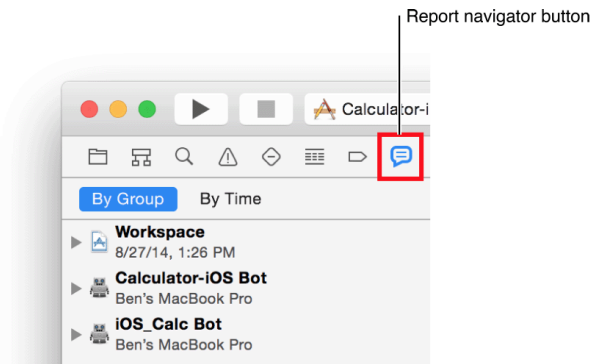 Report navigator button
Calculator-i
By Group By Time
Workspace
8/27/14, 1:26 PM
Calculator-iOS Bot
Ben's MacBook Pro
iOS_Calc Bot
Ben's MacBook Pro